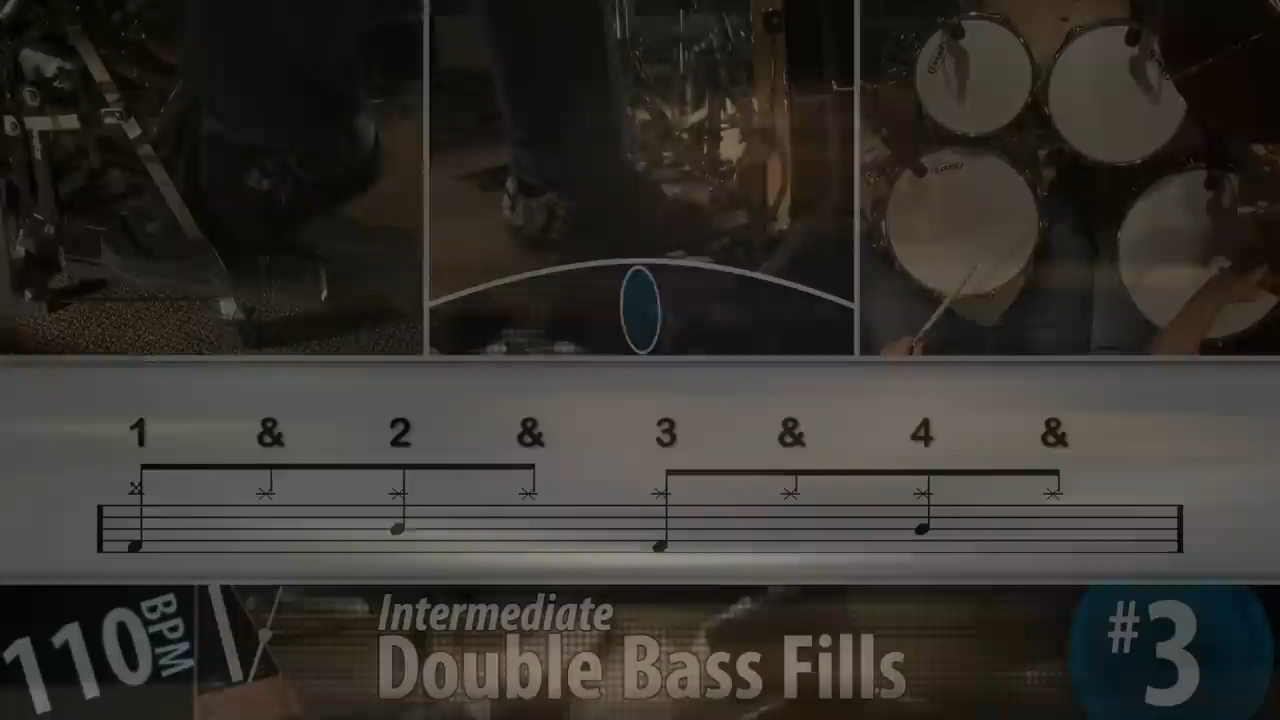 1 & 2 & 3 & 4 &
110 BPM
Intermediate
Double Bass Fills
#3